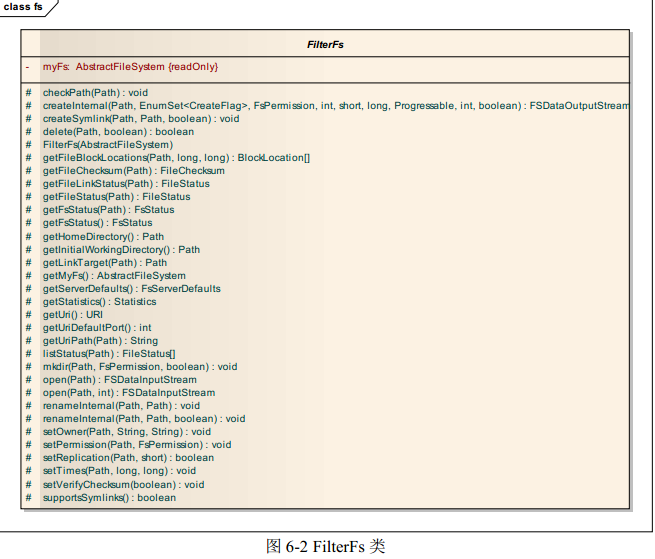 class fs
FilterFs
- myFs: AbstractFileSystem {readOnly}
# checkPath(Path) : void
# createInternal(Path, EnumSet<CreateFlag>, FsPermission, int, short, long, Progressable, int, boolean) : FSDataOutputStream
# createSymlink(Path, Path, boolean) : void
# delete(Path, boolean) : boolean
# FilterFs(AbstractFileSystem)
# getFileBlockLocations(Path, long, long) : BlockLocation[]
# getFileChecksum(Path) : FileChecksum
# getFileLinkStatus(Path) : FileStatus
# getFileStatus(Path) : FileStatus
# getFsStatus(Path) : FsStatus
# getFsStatus() : FsStatus
# getHomeDirectory() : Path
# getInitialWorkingDirectory() : Path
# getLinkTarget(Path) : Path
# getMyFs() : AbstractFileSystem
# getServerDefaults() : FsServerDefaults
# getStatistics() : Statistics
# getUri() : URI
# getUriDefaultPort() : int
# getUriPath(Path) : String
# listStatus(Path) : FileStatus[]
# mkdir(Path, FsPermission, boolean) : void
# open(Path) : FSDataInputStream
# open(Path, int) : FSDataInputStream
# renameInternal(Path, Path) : void
# renameInternal(Path, Path, boolean) : void
# setOwner(Path, String, String) : void
# setPermission(Path, FsPermission) : void
# setReplication(Path, short) : boolean
# setTimes(Path, long, long) : void
# setVerifyChecksum(boolean) : void
# supportsSymlinks() : boolean
图 6-2 FilterFs 类